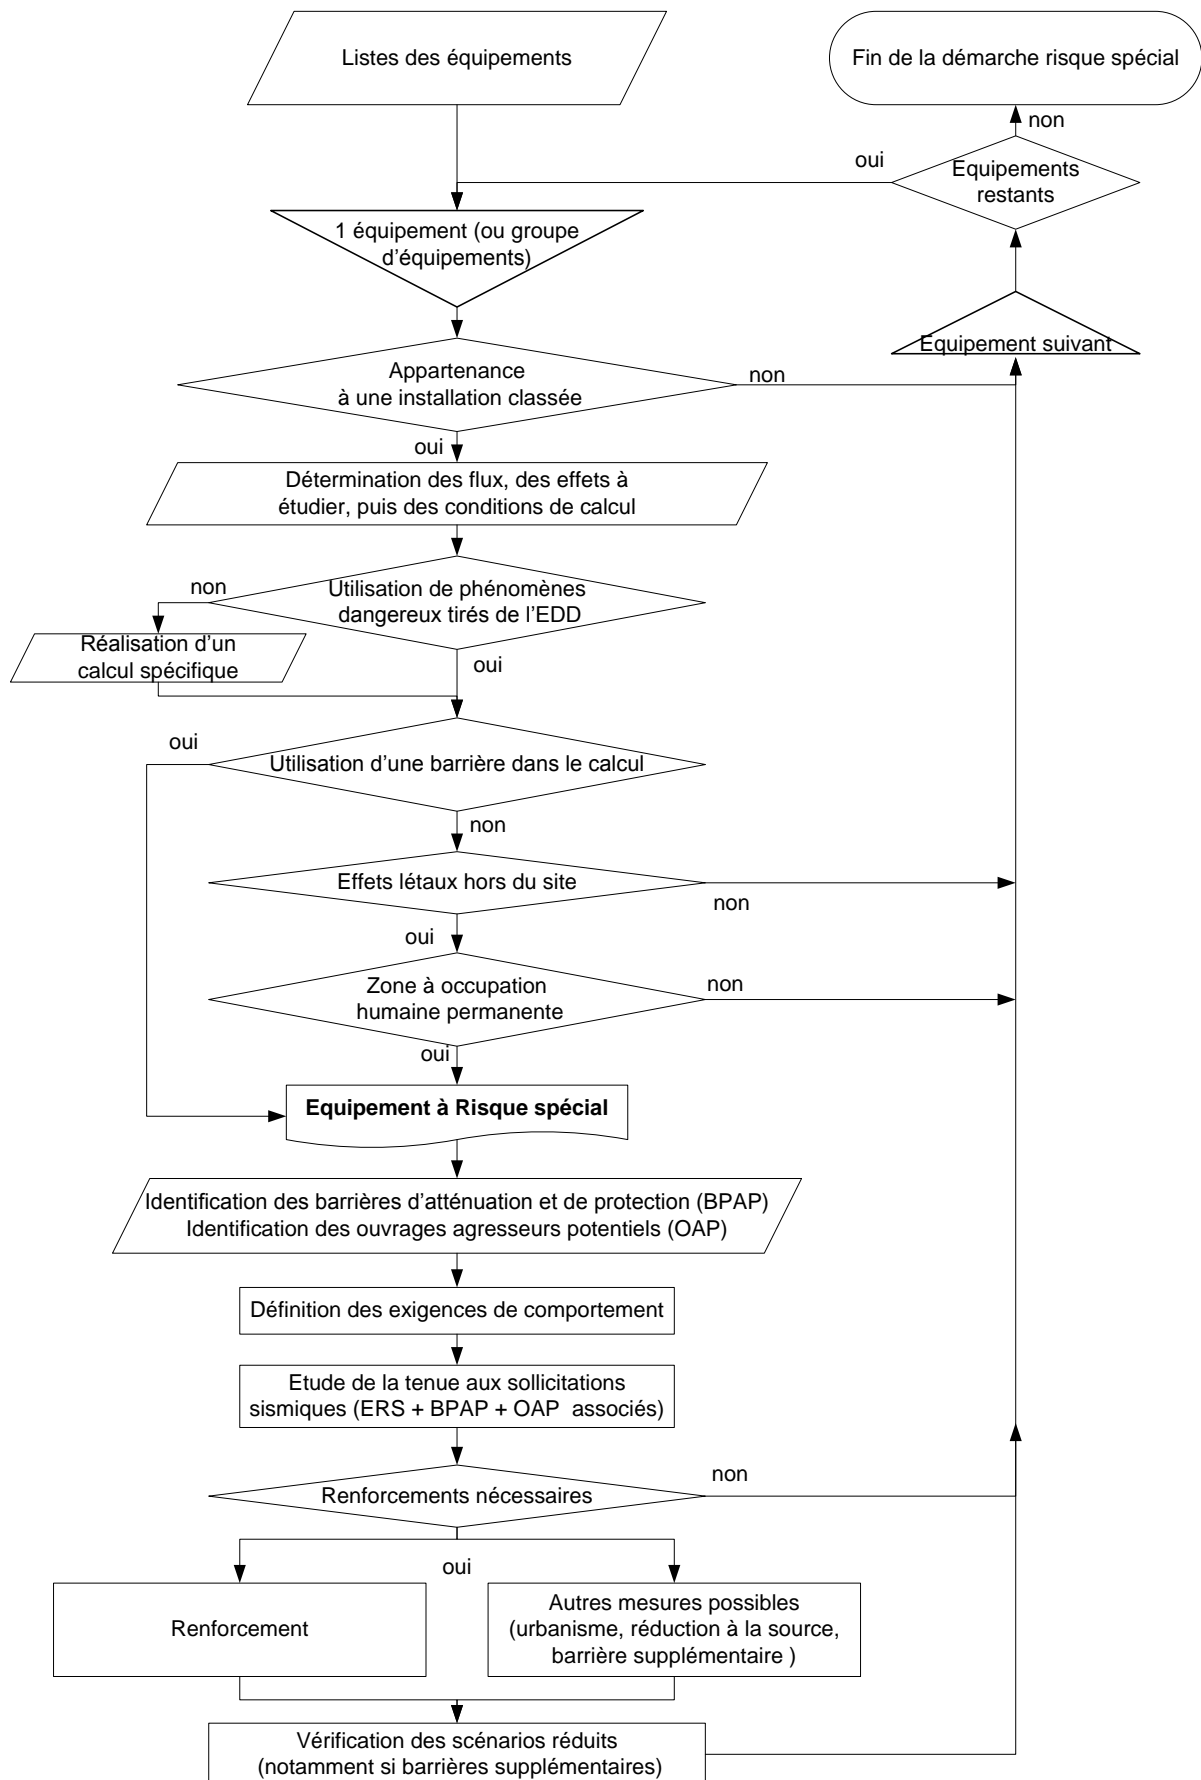 Listes des équipements
Fin de la démarche risque spécial
non
oui
Equipements
restants
1 équipement (ou groupe
d'équipements)
Equipement suivant
Appartenance
à une installation classée
non
oui
Détermination des flux, des effets à
étudier, puis des conditions de calcul
non
Utilisation de phénomènes
dangereux tirés de l'EDD
Réalisation d'un
calcul spécifique
oui
oui
Utilisation d'une barrière dans le calcul
non
Effets létaux hors du site
non
oui
Zone à occupation
humaine permanente
non
oui
Equipement à Risque spécial
Identification des barrières d'atténuation et de protection (BPAP)
Identification des ouvrages agresseurs potentiels (OAP)
Définition des exigences de comportement
Etude de la tenue aux sollicitations
sismiques (ERS + BPAP + OAP associés)
Renforcements nécessaires
non
oui
Renforcement
Autres mesures possibles
(urbanisme, réduction à la source,
barrière supplémentaire )
Vérification des scénarios réduits
(notamment si barrières supplémentaires)